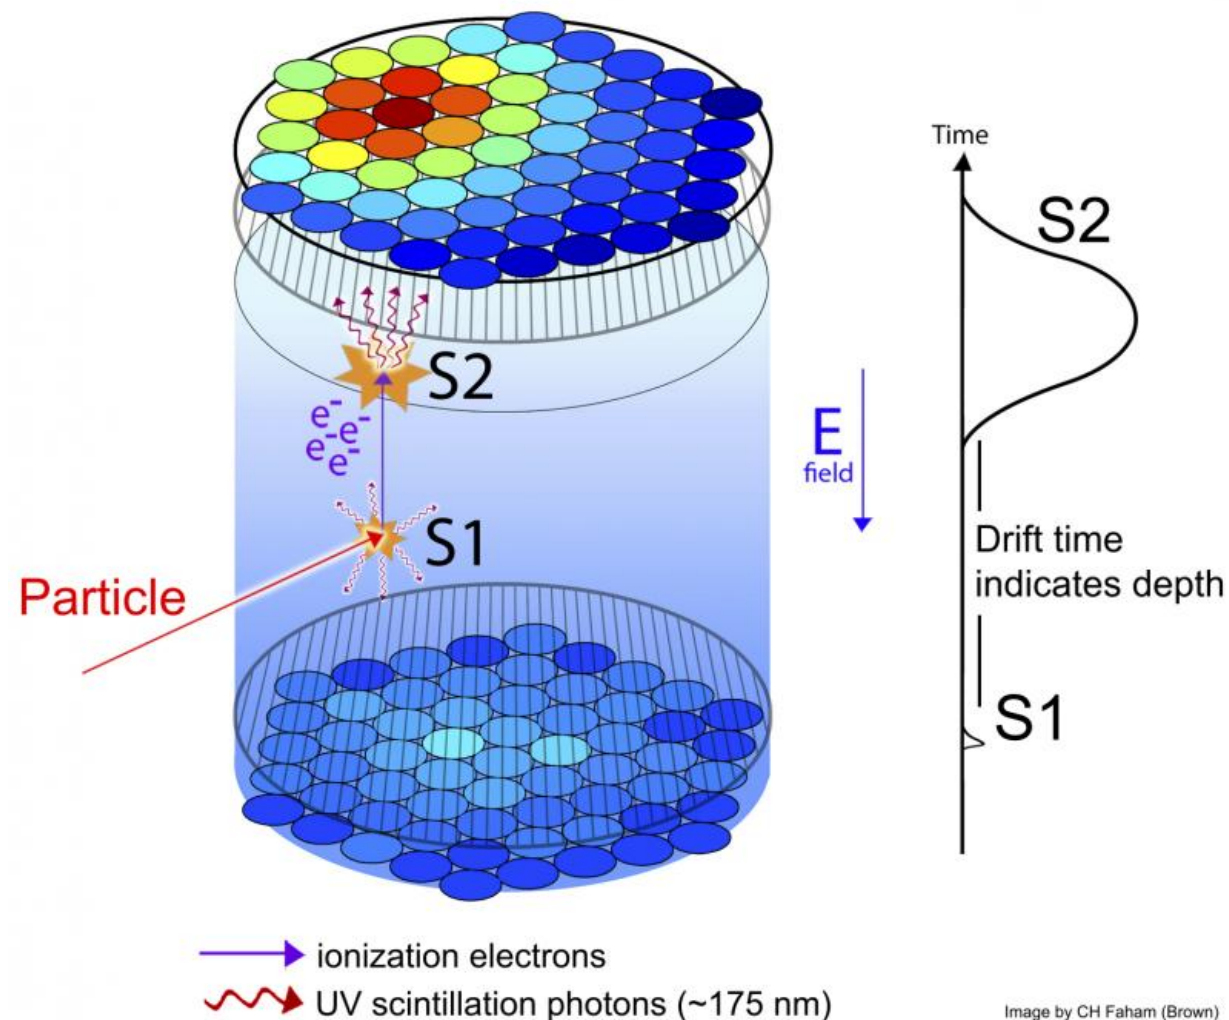 Time
S2
S2
e-
e-
e-
e-
E
field
S1
Drift time
indicates depth
Particle
S1
ionization electrons
UV scintillation photons (~175 nm)
Image by CH Faham (Brown)